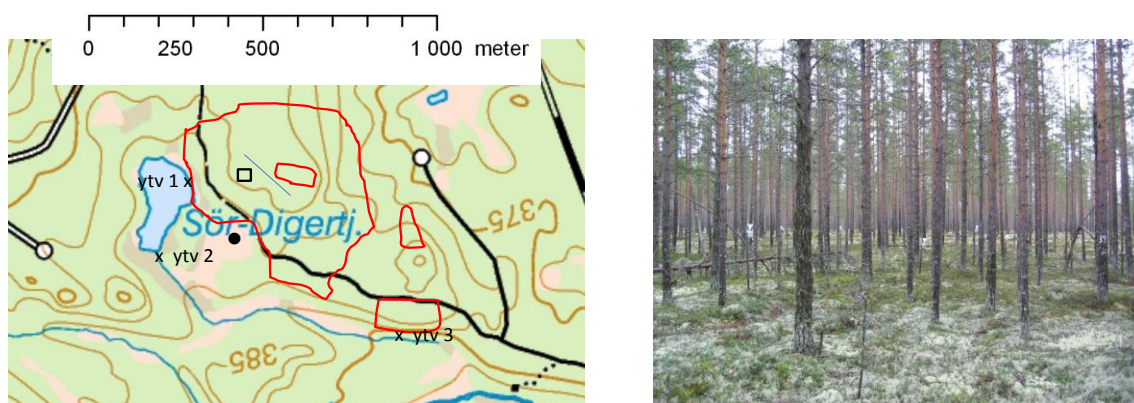 0 250 500 1 000 meter
ytv 1 x
Sör-Digertj.
x ytv 2
375
x ytv 3
385